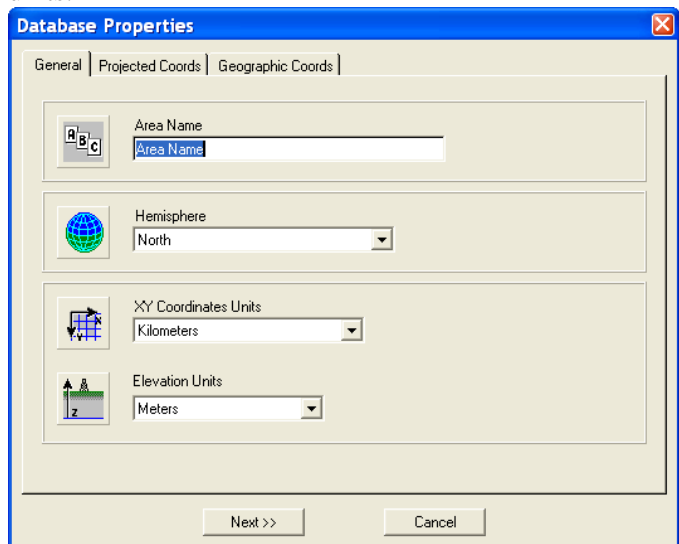 Database Properties
General Projected Coords Geographic Coords
A B C
Area Name
Area Name
Hemisphere
North
X
Y
XY Coordinates Units
Kilometers
Elevation Units
z
Meters
Next >> Cancel